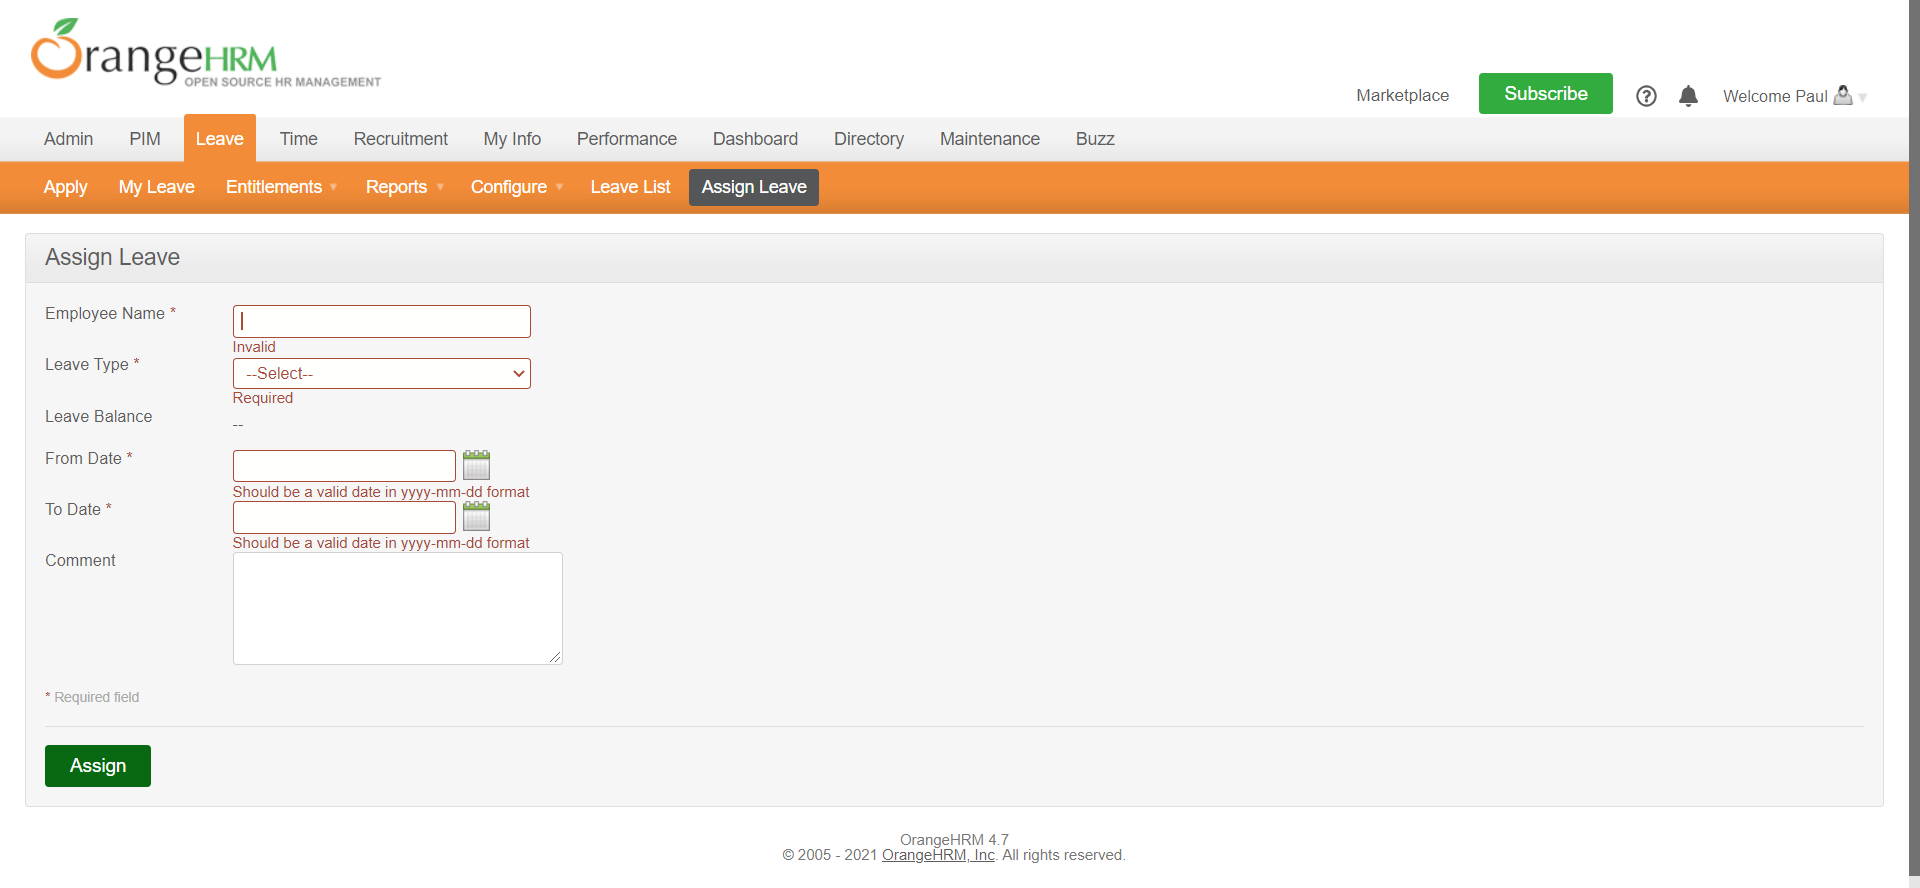 OrangeHRM
OPEN SOURCE HR MANAGEMENT
Marketplace
Subscribe
Welcome Paul
Admin PIM Leave Time Recruitment My Info Performance Dashboard Directory Maintenance Buzz
Apply My Leave Entitlements Reports Configure Leave List Assign Leave
Assign Leave
Employee Name *
Invalid
Leave Type *
--Select--
Required
Leave Balance
--
From Date *
Should be a valid date in yyyy-mm-dd format
To Date *
Should be a valid date in yyyy-mm-dd format
Comment
* Required field
Assign
OrangeHRM 4.7
© 2005 - 2021 OrangeHRM, Inc. All rights reserved.